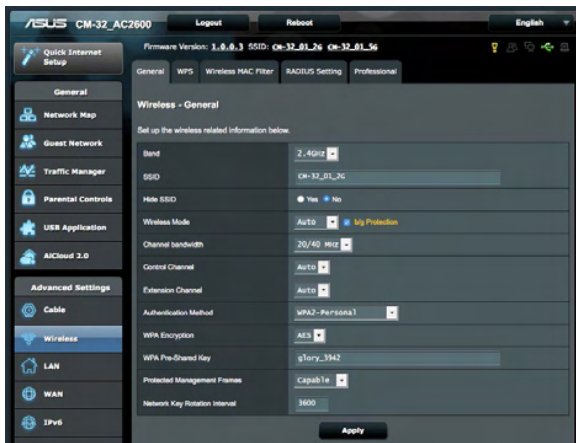 ASUS CM-32_AC2600 Logout Reboot English
Quick Internet Setup
Firmware Version: 1.0.0.3 SSID: CM-32_01_2G CM-32_01_5G
General WPS Wireless MAC Filter RADIUS Setting Professional
General
Network Map
Guest Network
Traffic Manager
Parental Controls
USB Application
AiCloud 2.0
Advanced Settings
Cable
Wireless
LAN
WAN
IPv6
Wireless - General
Set up the wireless related information below.
Band 2.4GHz
SSID CM-32_01_2G
Hide SSID Yes No
Wireless Mode Auto b/g Protection
Channel bandwidth 20/40 MHz
Control Channel Auto
Extension Channel Auto
Authentication Method WPA2-Personal
WPA Encryption AES
WPA Pre-Shared Key glory_3942
Protected Management Frames Capable
Network Key Rotation Interval 3600
Apply